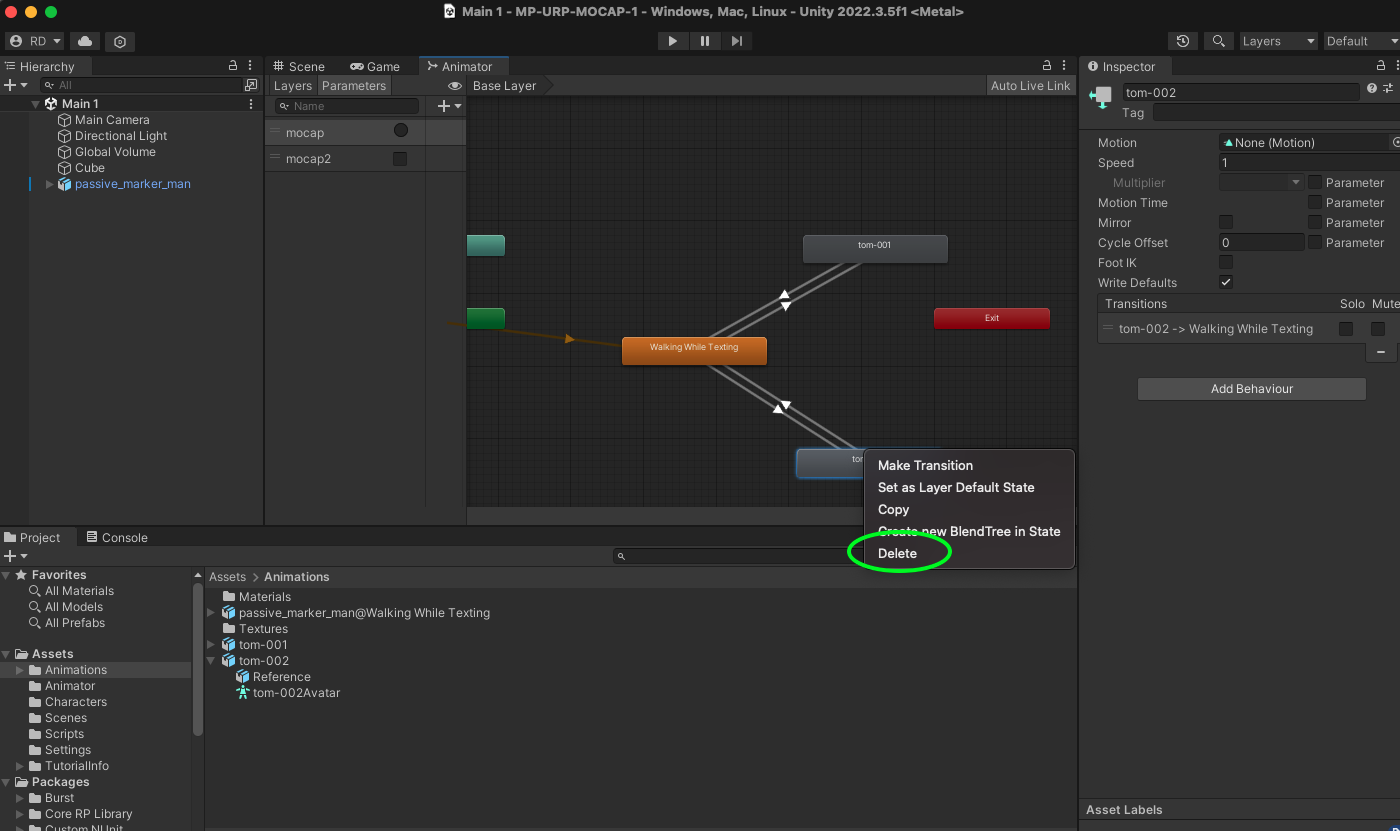 Main 1 - MP-URP-MOCAP-1 - Windows, Mac, Linux - Unity 2022.3.5f1 <Metal>
RD
Layers
Default
Hierarchy
All
Main 1
Main Camera
Directional Light
Global Volume
Cube
passive_marker_man
Scene
Game
Animator
Layers
Parameters
Base Layer
Auto Live Link
Name
mocap
mocap2
tom-001
Exit
Walking While Texting
Make Transition
Set as Layer Default State
Copy
Create new BlendTree in State
Delete
Inspector
tom-002
Tag
Motion
None (Motion)
Speed
1
Multiplier
Parameter
Motion Time
Parameter
Mirror
Parameter
Cycle Offset
0
Parameter
Foot IK
Write Defaults
Transitions
Solo
Mute
tom-002 -> Walking While Texting
Add Behaviour
Asset Labels
Project
Console
Favorites
All Materials
All Models
All Prefabs
Assets
Animations
Animator
Characters
Scenes
Scripts
Settings
TutorialInfo
Packages
Burst
Core RP Library
Custom NUnit
Assets > Animations
Materials
passive_marker_man@Walking While Texting
Textures
tom-001
tom-002
Reference
tom-002Avatar